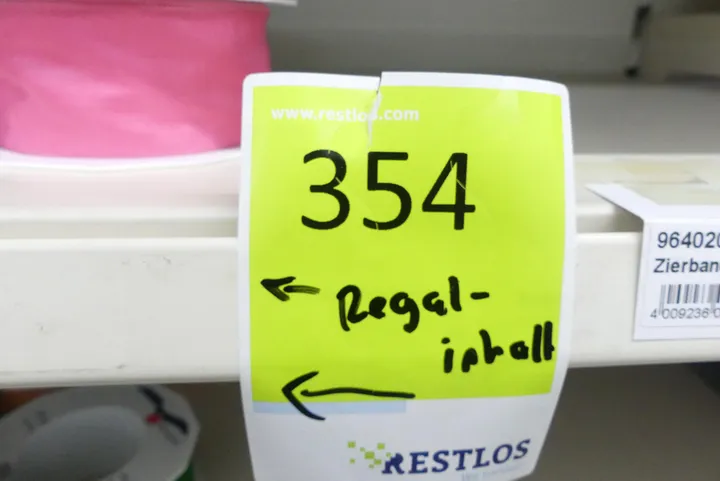 www.restlos.com
354
Regal-
inhalt
RESTLOS
964020
Zierban
4 009236 0